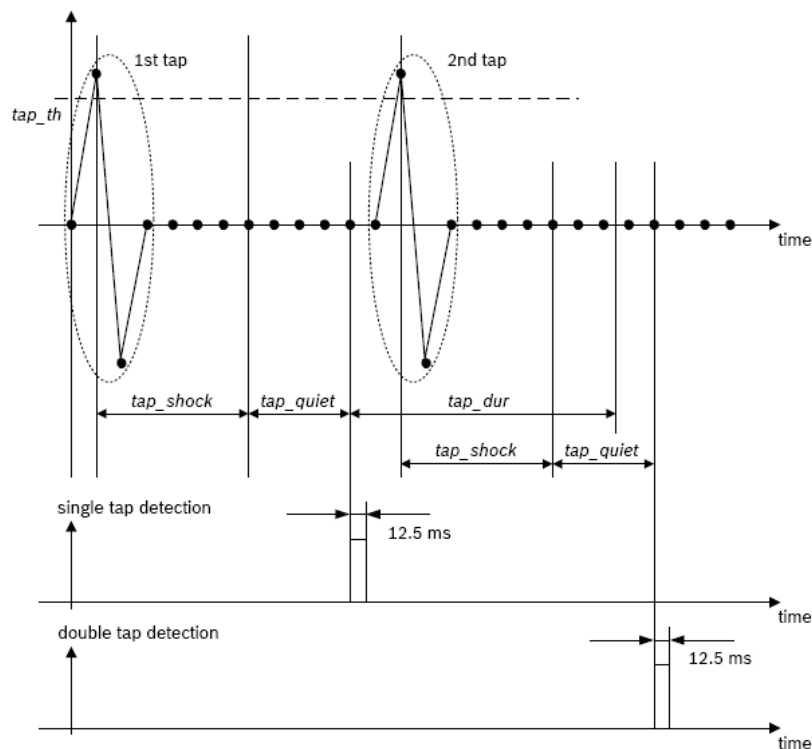 1st tap
2nd tap
tap_th
time
tap_shock
tap_quiet
tap_dur
tap_shock
tap_quiet
single tap detection
12.5 ms
time
double tap detection
12.5 ms
time